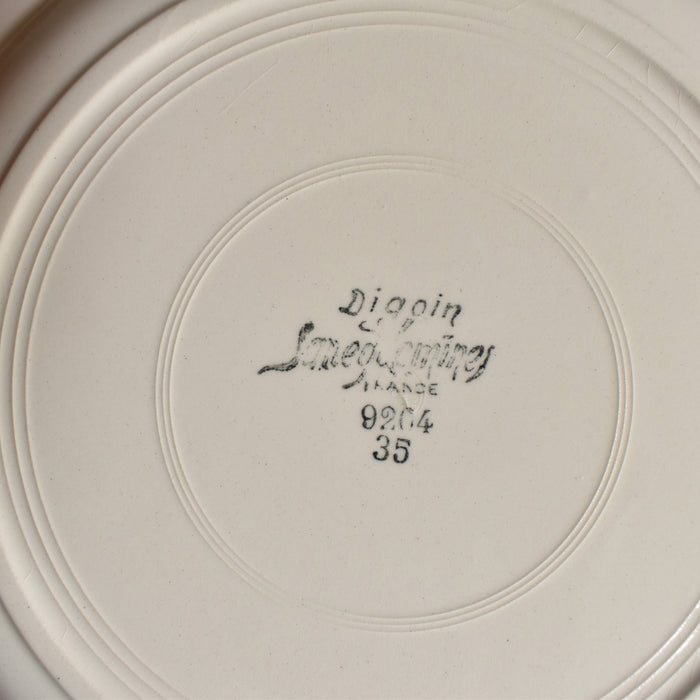 Digoin
Sarreguemines
FRANCE
9264
35